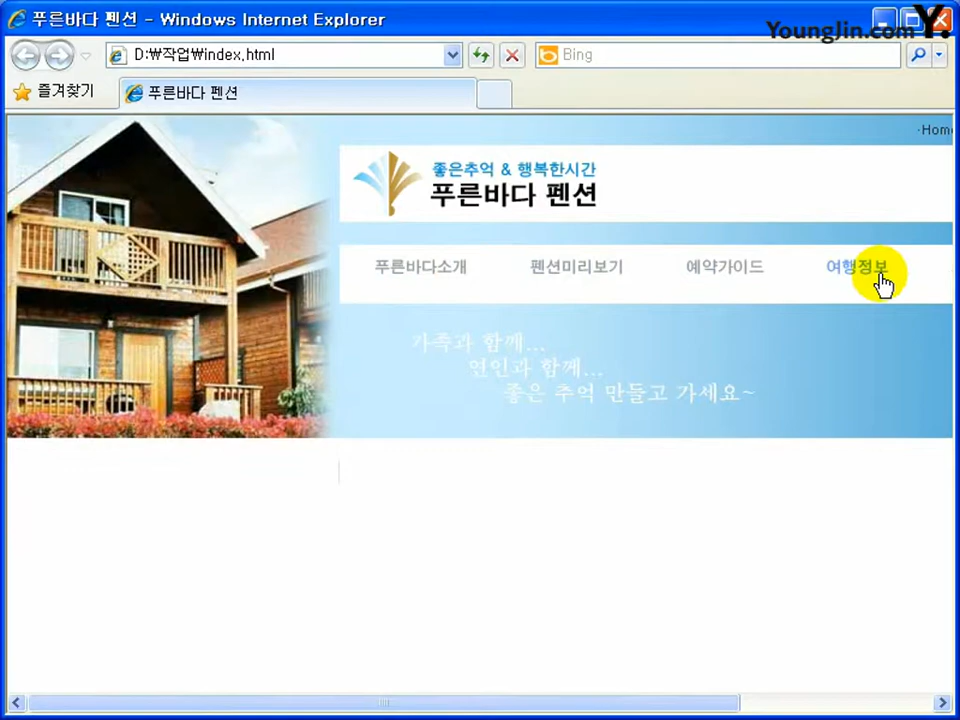 푸른바다 펜션 - Windows Internet Explorer
YoungJin.com Y.
D:₩작업₩index.html
Bing
즐겨찾기
푸른바다 펜션
·Home
좋은추억 & 행복한시간
푸른바다 펜션
푸른바다소개
펜션미리보기
예약가이드
여행정보
가족과 함께...
연인과 함께...
좋은 추억 만들고 가세요~